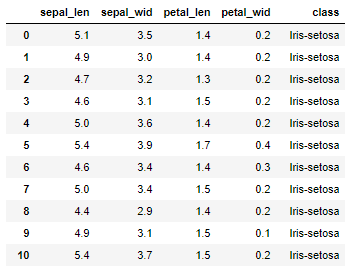 sepal_len sepal_wid petal_len petal_wid class
0 5.1 3.5 1.4 0.2 Iris-setosa
1 4.9 3.0 1.4 0.2 Iris-setosa
2 4.7 3.2 1.3 0.2 Iris-setosa
3 4.6 3.1 1.5 0.2 Iris-setosa
4 5.0 3.6 1.4 0.2 Iris-setosa
5 5.4 3.9 1.7 0.4 Iris-setosa
6 4.6 3.4 1.4 0.3 Iris-setosa
7 5.0 3.4 1.5 0.2 Iris-setosa
8 4.4 2.9 1.4 0.2 Iris-setosa
9 4.9 3.1 1.5 0.1 Iris-setosa
10 5.4 3.7 1.5 0.2 Iris-setosa